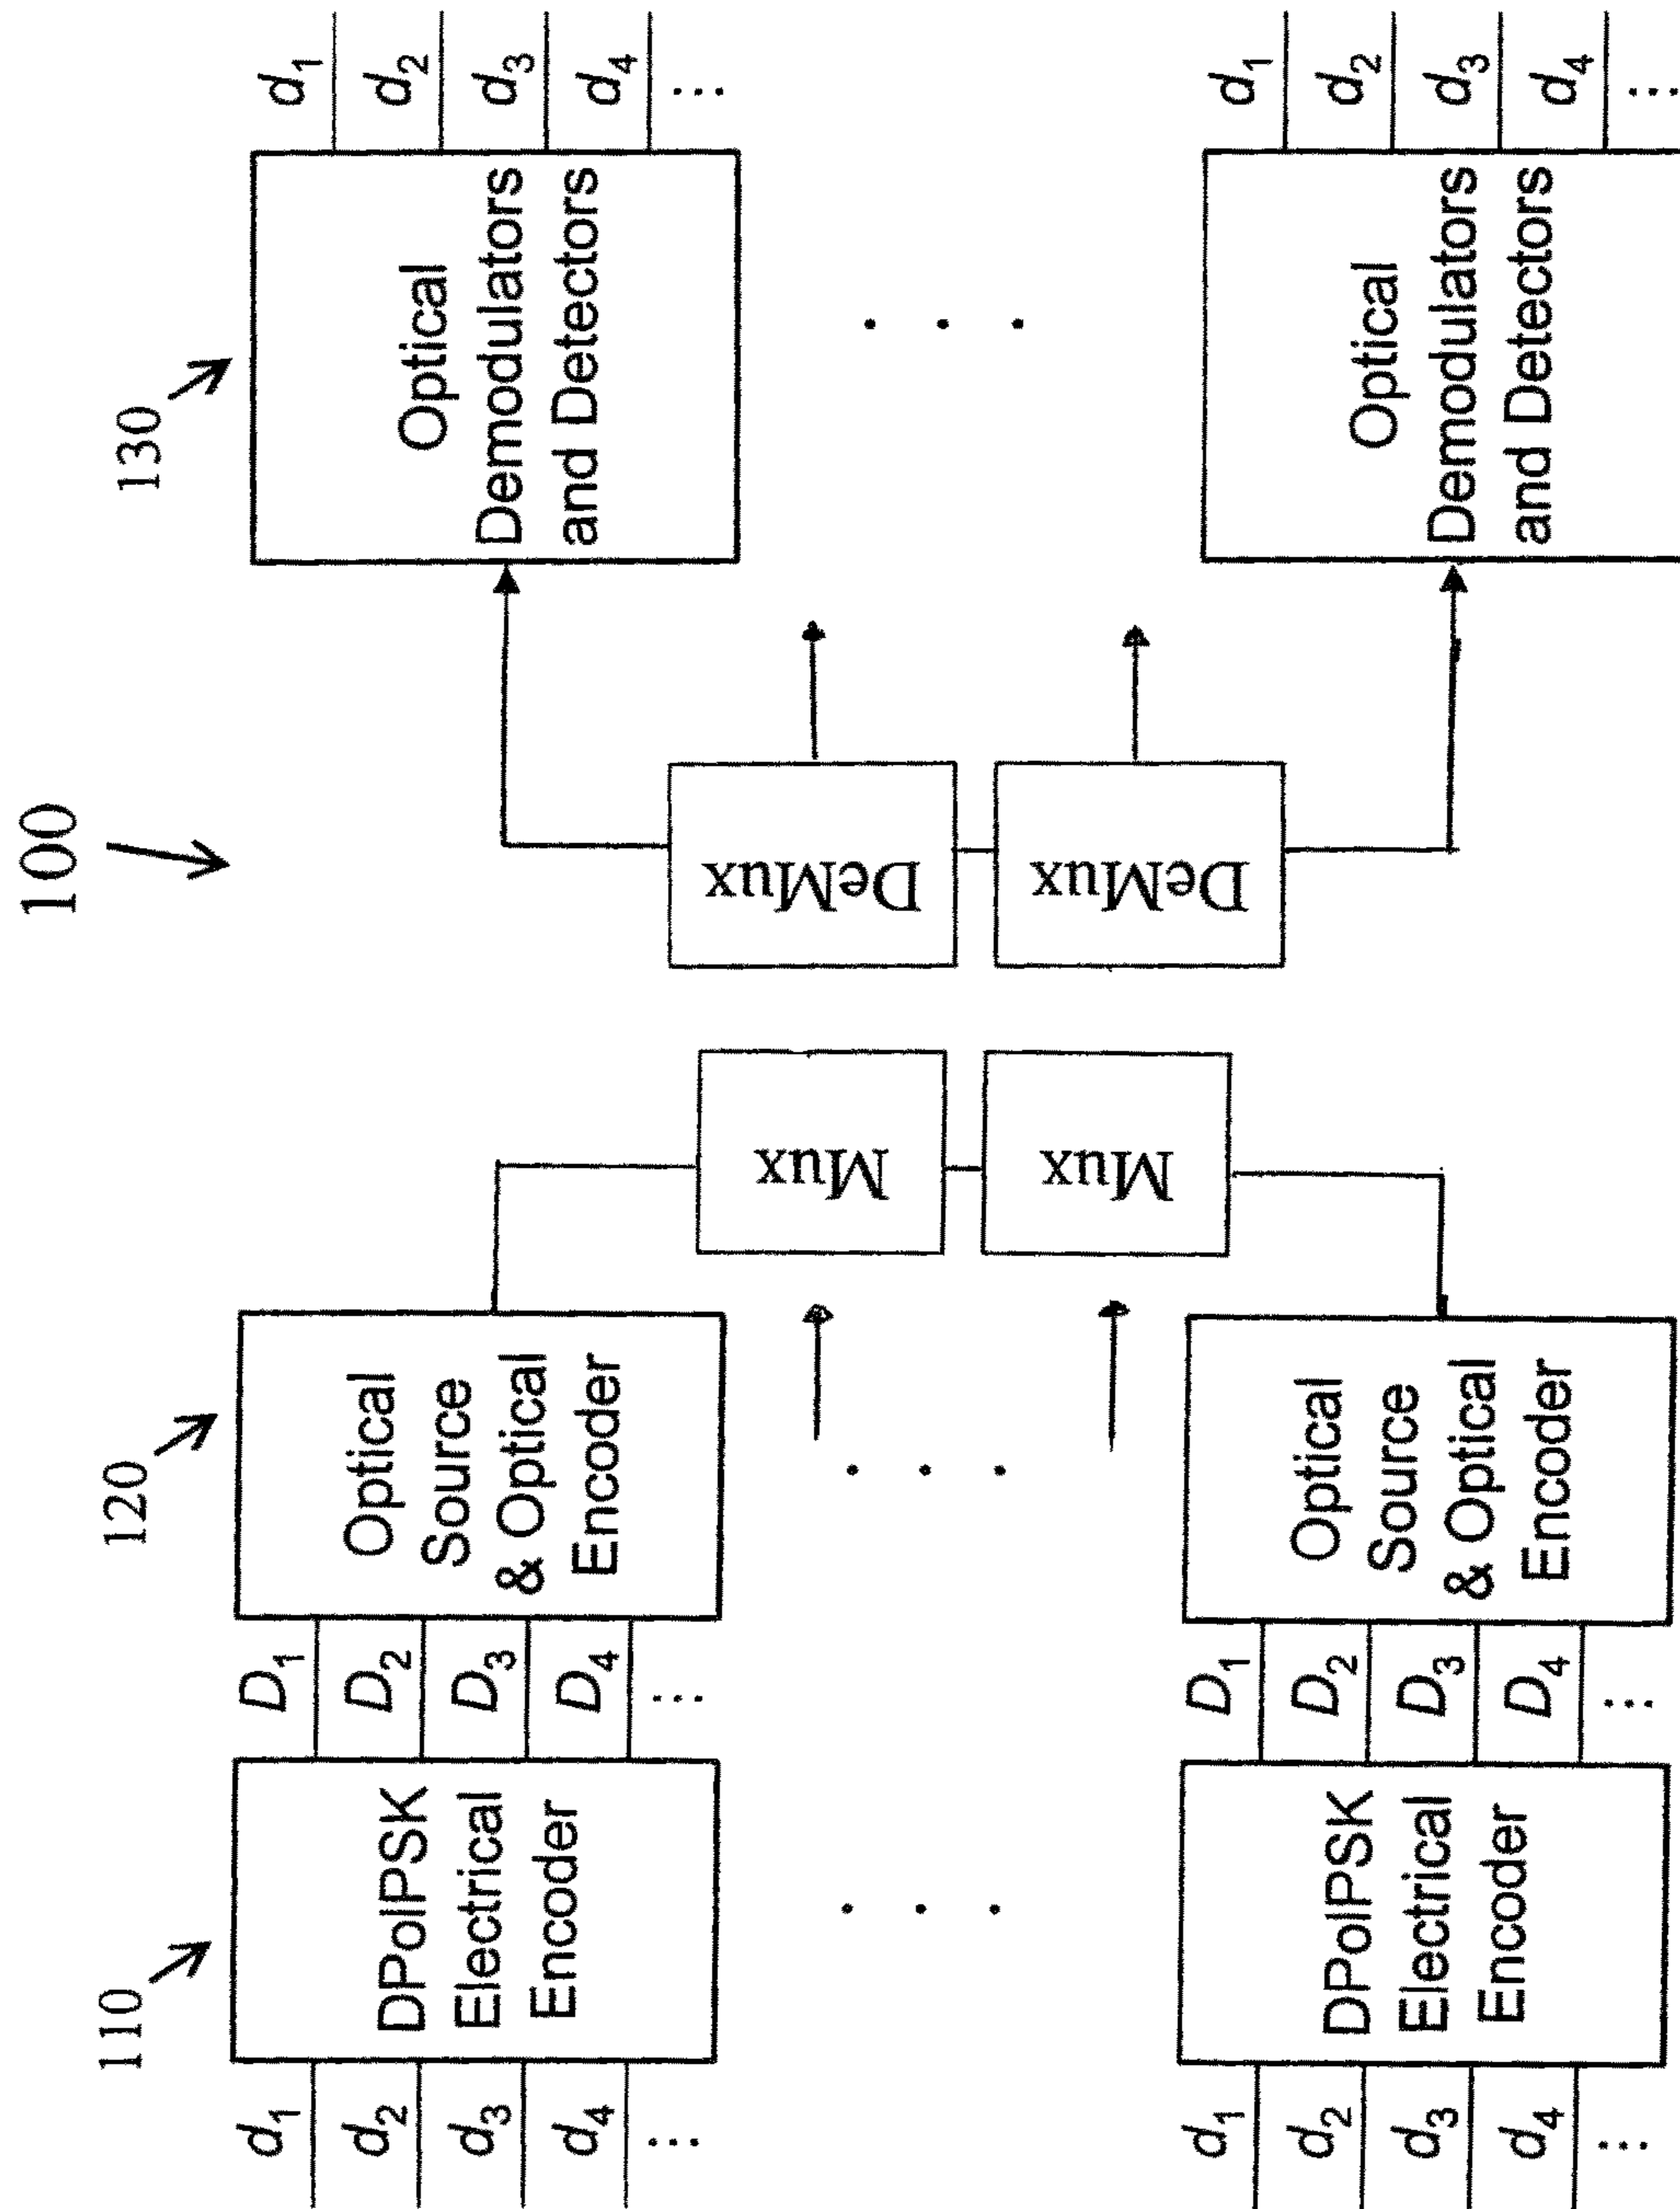 100
110
120
130
d1
d2
d3
d4
...
DPolPSK
Electrical
Encoder
D1
D2
D3
D4
...
Optical
Source
& Optical
Encoder
Mux
DeMux
Optical
Demodulators
and Detectors
d1
d2
d3
d4
...
d1
d2
d3
d4
...
DPolPSK
Electrical
Encoder
D1
D2
D3
D4
...
Optical
Source
& Optical
Encoder
Mux
DeMux
Optical
Demodulators
and Detectors
d1
d2
d3
d4
...